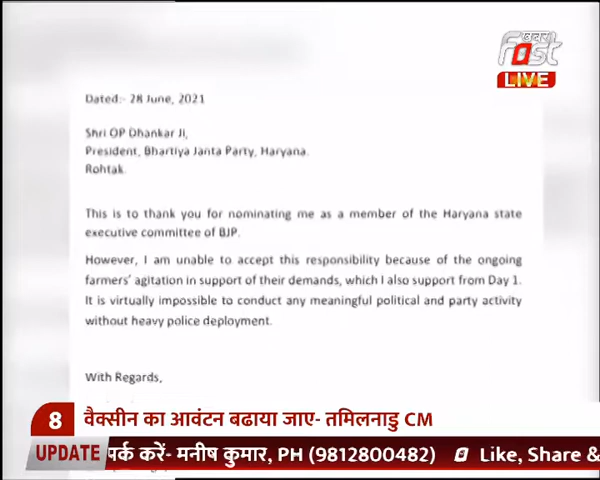 खबर
Fast
LIVE
Dated:- 28 June, 2021
Shri OP Dhankar Ji,
President, Bhartiya Janta Party, Haryana.
Rohtak.
This is to thank you for nominating me as a member of the Haryana state
executive committee of BJP.
However, I am unable to accept this responsibility because of the ongoing
farmers' agitation in support of their demands, which I also support from Day 1.
It is virtually impossible to conduct any meaningful political and party activity
without heavy police deployment.
With Regards,
8 वैक्सीन का आवंटन बढाया जाए- तमिलनाडु CM
UPDATE र्पक करें- मनीष कुमार, PH (9812800482) Like, Share &